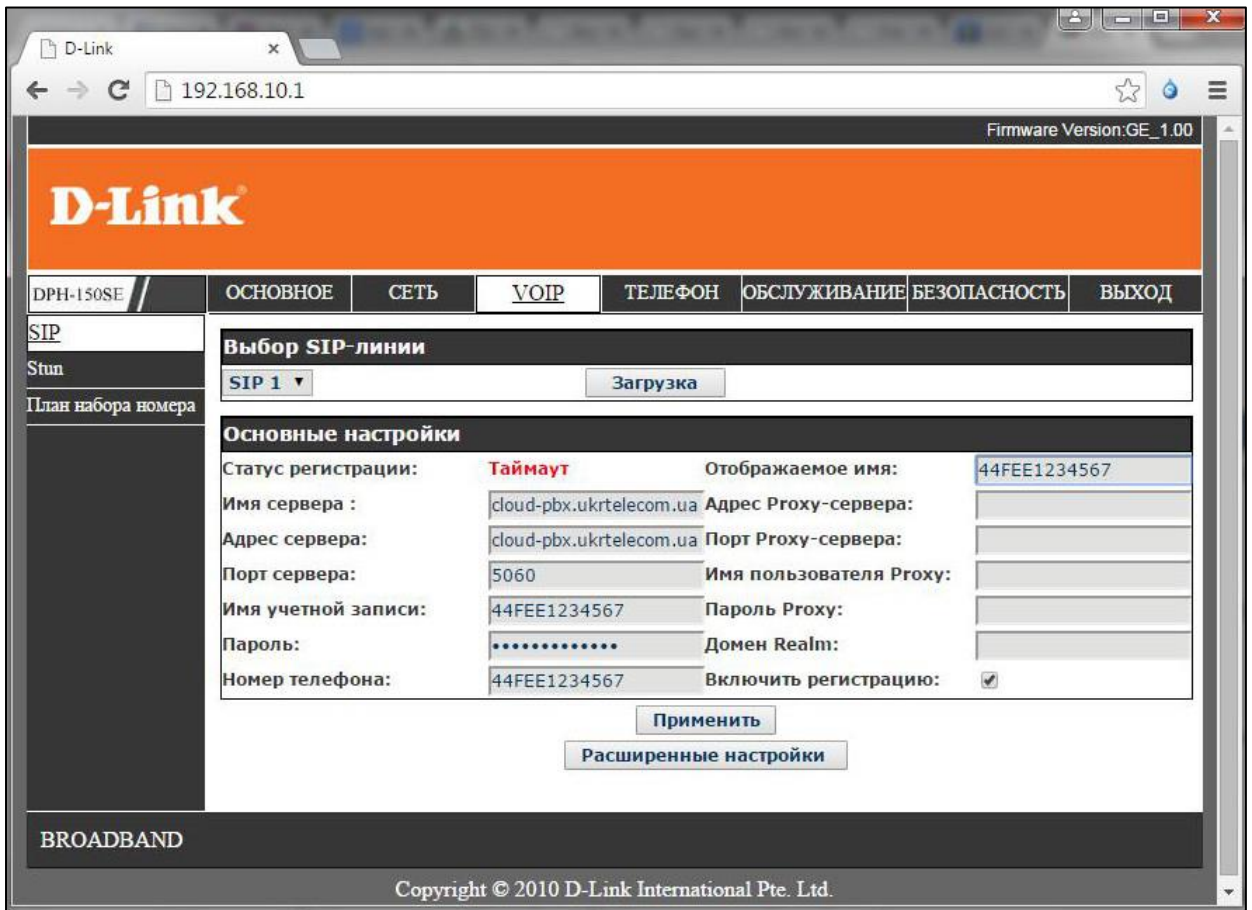 D-Link
192.168.10.1
Firmware Version:GE_1.00
D-Link
DPH-150SE ОСНОВНОЕ СЕТЬ VOIP ТЕЛЕФОН ОБСЛУЖИВАНИЕ БЕЗОПАСНОСТЬ ВЫХОД
SIP
Stun
План набора номера
Выбор SIP-линии
SIP 1 Загрузка
Основные настройки
Статус регистрации: Таймаут Отображаемое имя: 44FEE1234567
Имя сервера : cloud-pbx.ukrtelecom.ua Адрес Proxy-сервера:
Адрес сервера: cloud-pbx.ukrtelecom.ua Порт Proxy-сервера:
Порт сервера: 5060 Имя пользователя Proxy:
Имя учетной записи: 44FEE1234567 Пароль Proxy:
Пароль: ••••••••••••• Домен Realm:
Номер телефона: 44FEE1234567 Включить регистрацию:
Применить
Расширенные настройки
BROADBAND
Copyright © 2010 D-Link International Pte. Ltd.